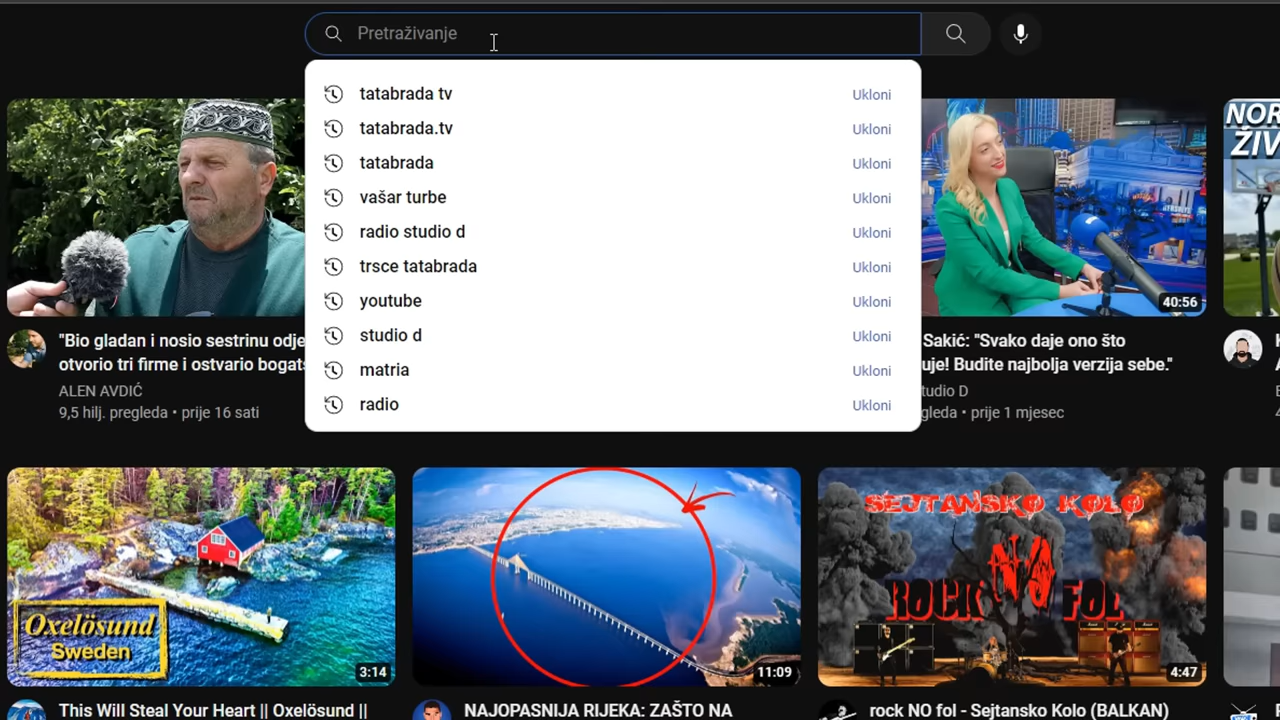 Pretraživanje
tatabrada tv Ukloni
tatabrada.tv Ukloni
tatabrada Ukloni
vašar turbe Ukloni
radio studio d Ukloni
trsce tatabrada Ukloni
youtube Ukloni
studio d Ukloni
matria Ukloni
radio Ukloni
40:56
NOR
ŽIV
"Bio gladan i nosio sestrinu odje
otvorio tri firme i ostvario bogats
ALEN AVDIĆ
9,5 hilj. pregleda • prije 16 sati
Sakić: "Svako daje ono što
uje! Budite najbolja verzija sebe."
tudio D
gleda • prije 1 mjesec
Oxelösund
Sweden
3:14
11:09
SEJTANSKO KOLO
ROCK NO FOL
4:47
This Will Steal Your Heart || Oxelösund ||
NAJOPASNIJA RIJEKA: ZAŠTO NA
rock NO fol - Sejtansko Kolo (BALKAN)